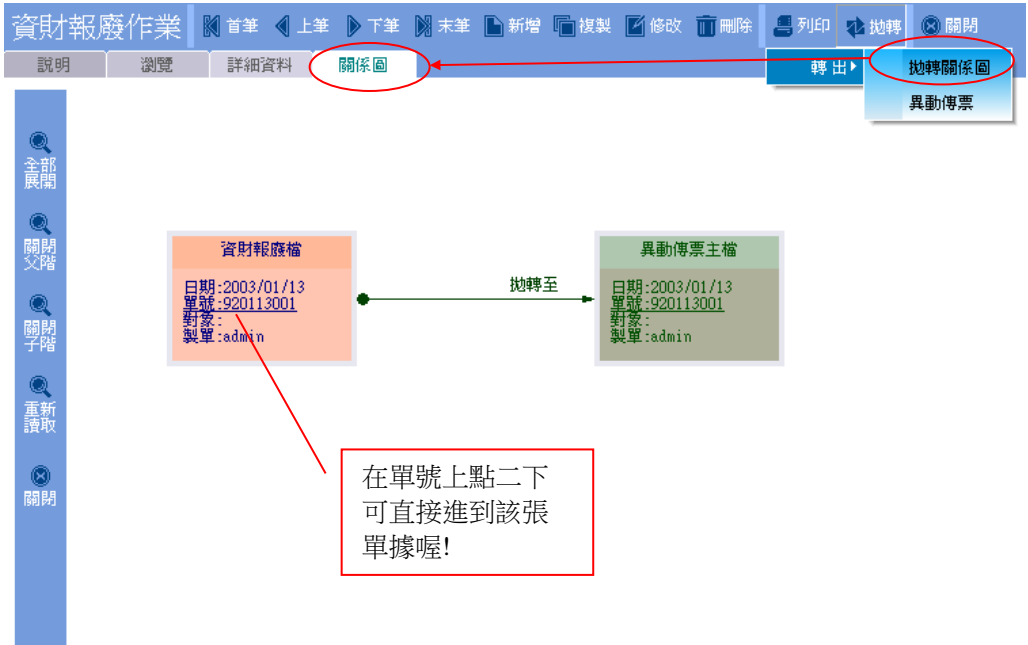 資財報廢作業 首筆 上筆 下筆 末筆 新增 複製 修改 刪除 列印 拋轉 關閉
說明 瀏覽 詳細資料 關係圖 轉出 拋轉關係圖
異動傳票
全部
展開
關閉
父階
關閉
子階
重新
讀取
關閉
資財報廢檔
日期:2003/01/13
單號:920113001
對象:
製單:admin
拋轉至
異動傳票主檔
日期:2003/01/13
單號:920113001
對象:
製單:admin
在單號上點二下
可直接進到該張
單據喔!